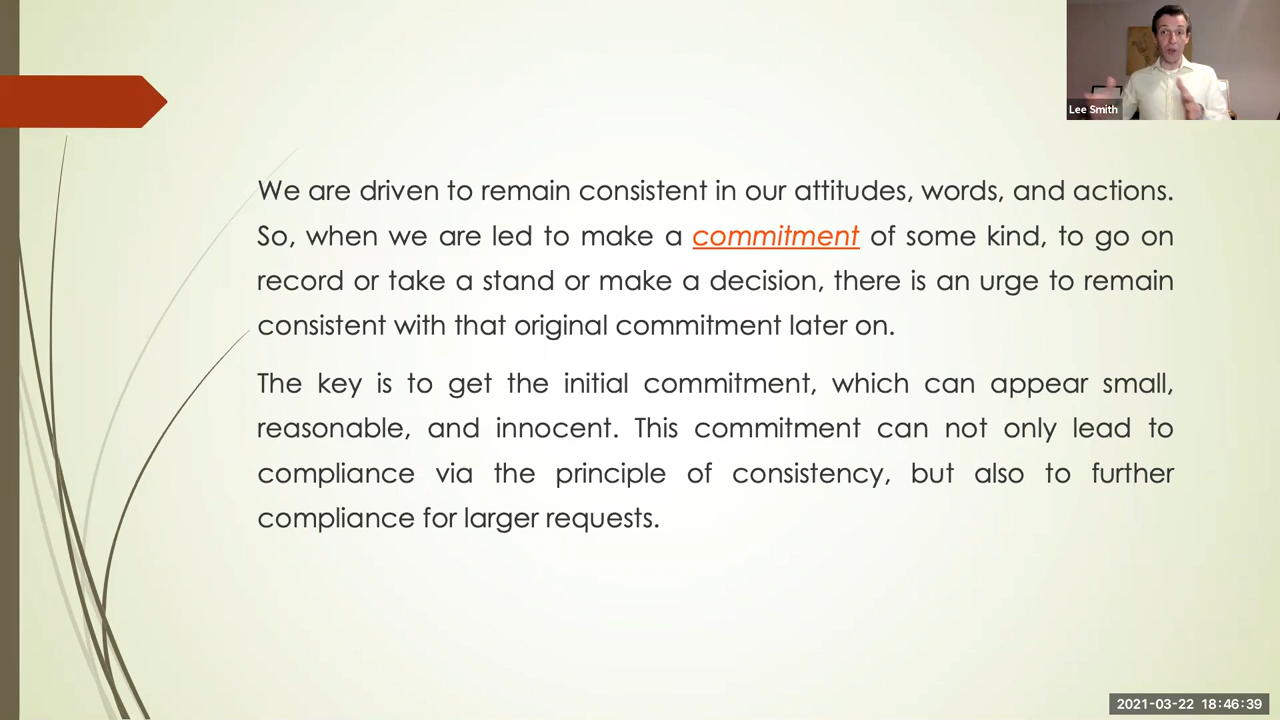 Lee Smith
We are driven to remain consistent in our attitudes, words, and actions.
So, when we are led to make a commitment of some kind, to go on
record or take a stand or make a decision, there is an urge to remain
consistent with that original commitment later on.
The key is to get the initial commitment, which can appear small,
reasonable, and innocent. This commitment can not only lead to
compliance via the principle of consistency, but also to further
compliance for larger requests.
2021-03-22 18:46:39